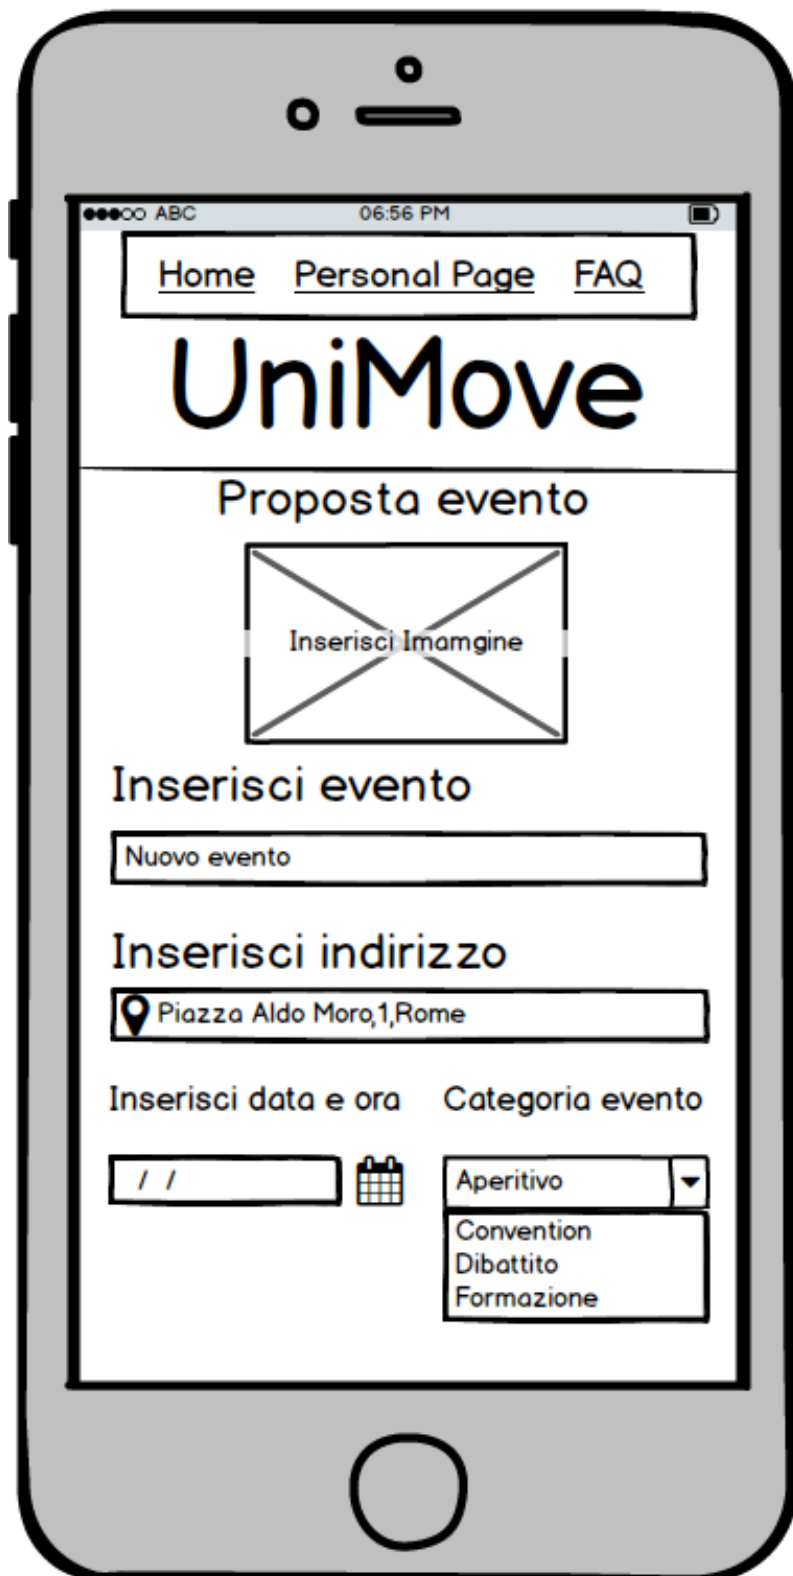 ABC 06:56 PM
Home Personal Page FAQ
UniMove
Proposta evento
Inserisci Imamgine
Inserisci evento
Nuovo evento
Inserisci indirizzo
Piazza Aldo Moro,1,Rome
Inserisci data e ora Categoria evento
/ / Aperitivo
Convention
Dibattito
Formazione